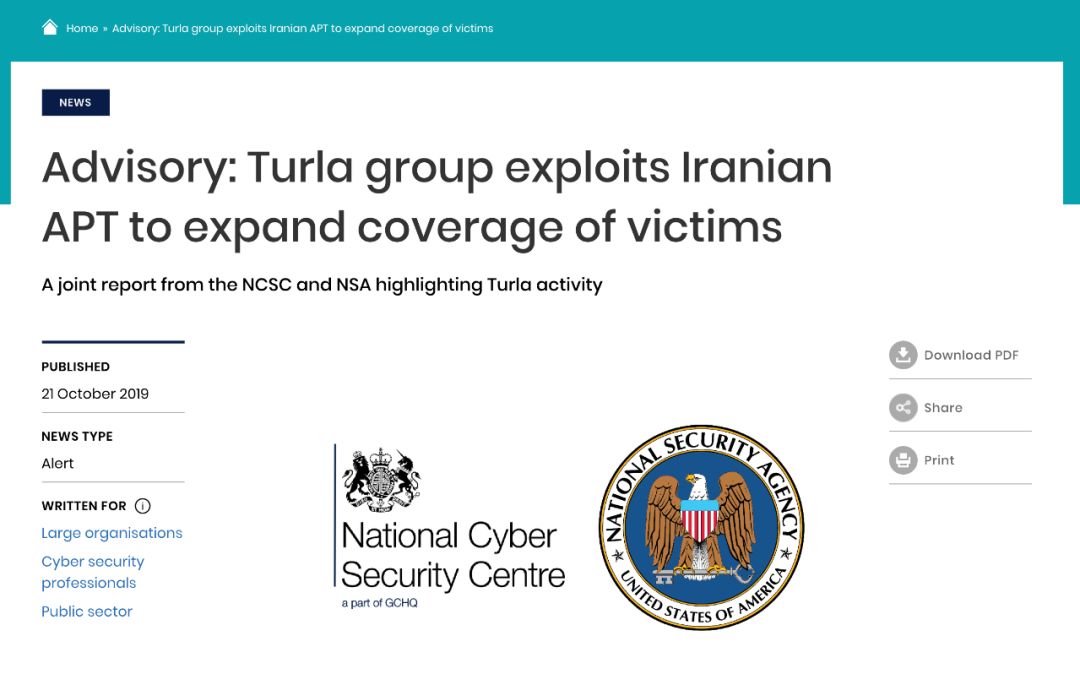 Home » Advisory: Turla group exploits Iranian APT to expand coverage of victims
NEWS
Advisory: Turla group exploits Iranian
APT to expand coverage of victims
A joint report from the NCSC and NSA highlighting Turla activity
PUBLISHED
21 October 2019
NEWS TYPE
Alert
WRITTEN FOR
Large organisations
Cyber security
professionals
Public sector
National Cyber
Security Centre
a part of GCHQ
NATIONAL SECURITY AGENCY
UNITED STATES OF AMERICA
Download PDF
Share
Print